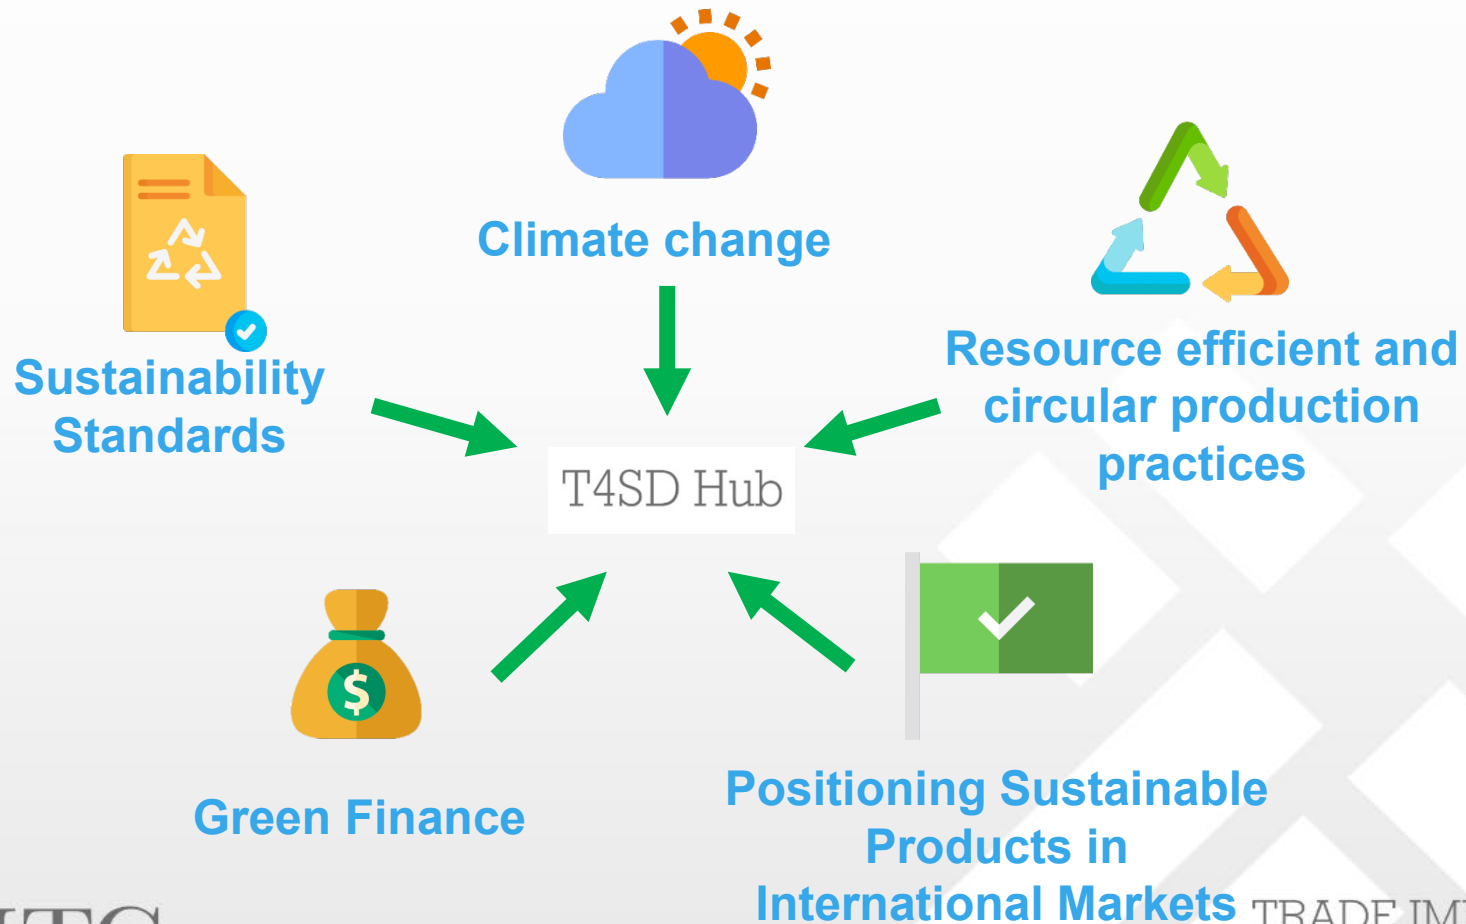 Climate change
Sustainability
Standards
Resource efficient and
circular production
practices
T4SD Hub
$
Green Finance
Positioning Sustainable
Products in
International Markets
TRADE